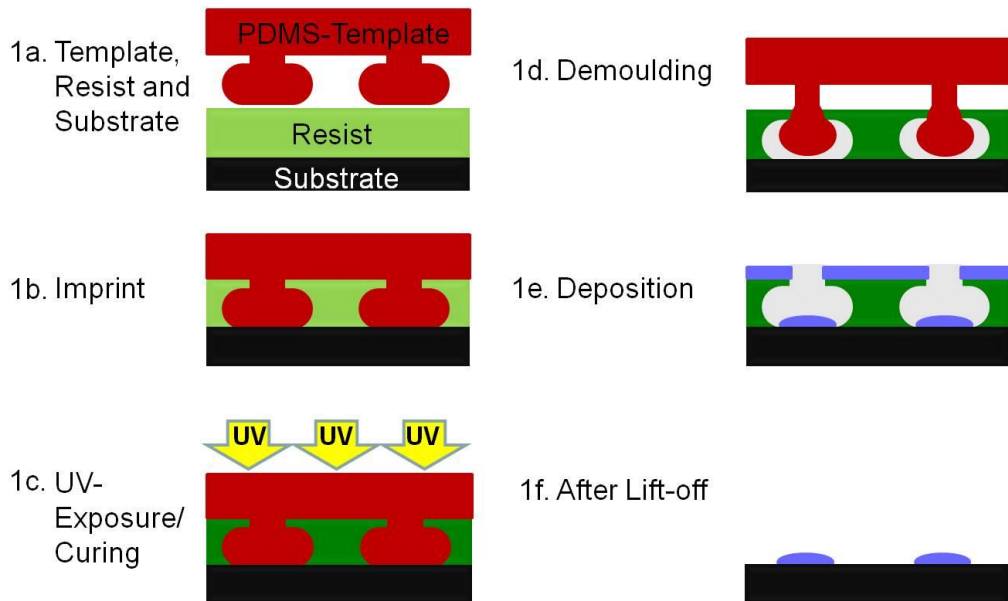 1a. Template,
Resist and
Substrate
PDMS-Template
Resist
Substrate
1b. Imprint
UV UV UV
1c. UV-
Exposure/
Curing
1d. Demoulding
1e. Deposition
1f. After Lift-off